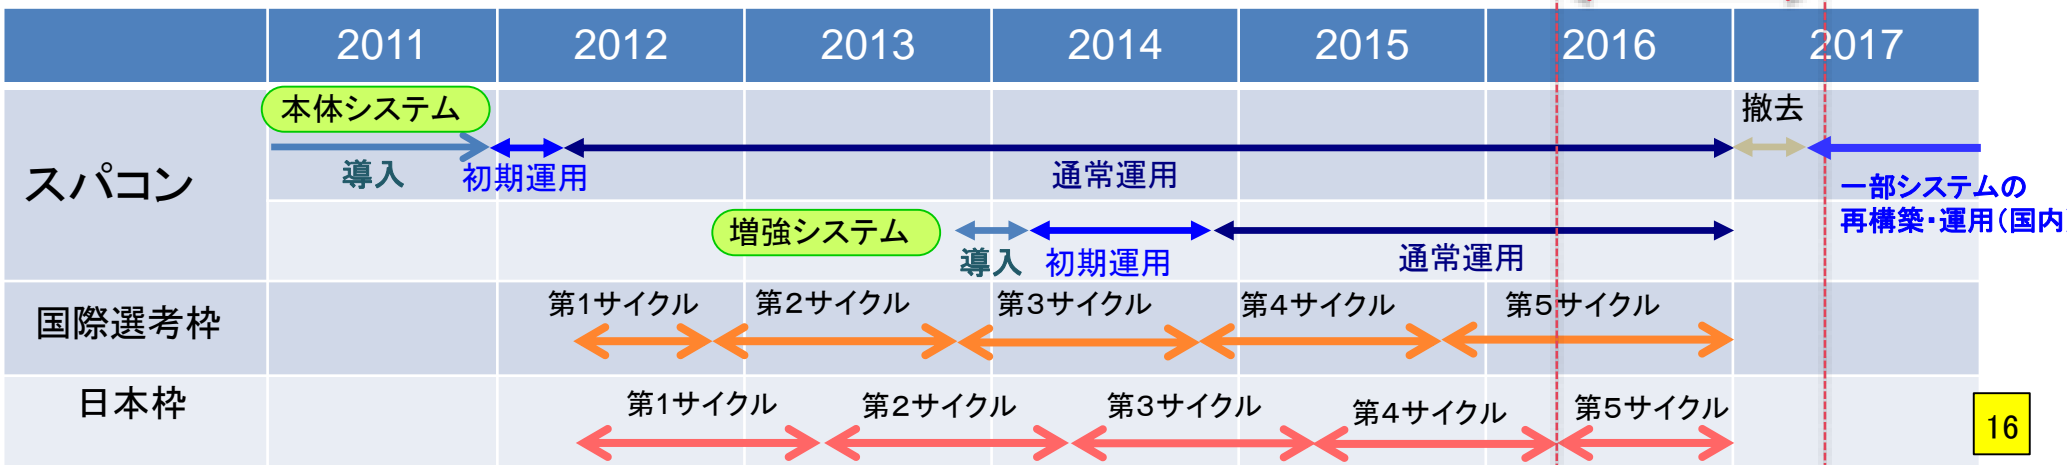 2011 2012 2013 2014 2015 2016 2017
本体システム
撤去
スパコン
導入
初期運用
通常運用
一部システムの
再構築・運用(国内
増強システム
導入
初期運用
通常運用
国際選考枠
第1サイクル
第2サイクル
第3サイクル
第4サイクル
第5サイクル
日本枠
第1サイクル
第2サイクル
第3サイクル
第4サイクル
第5サイクル
16